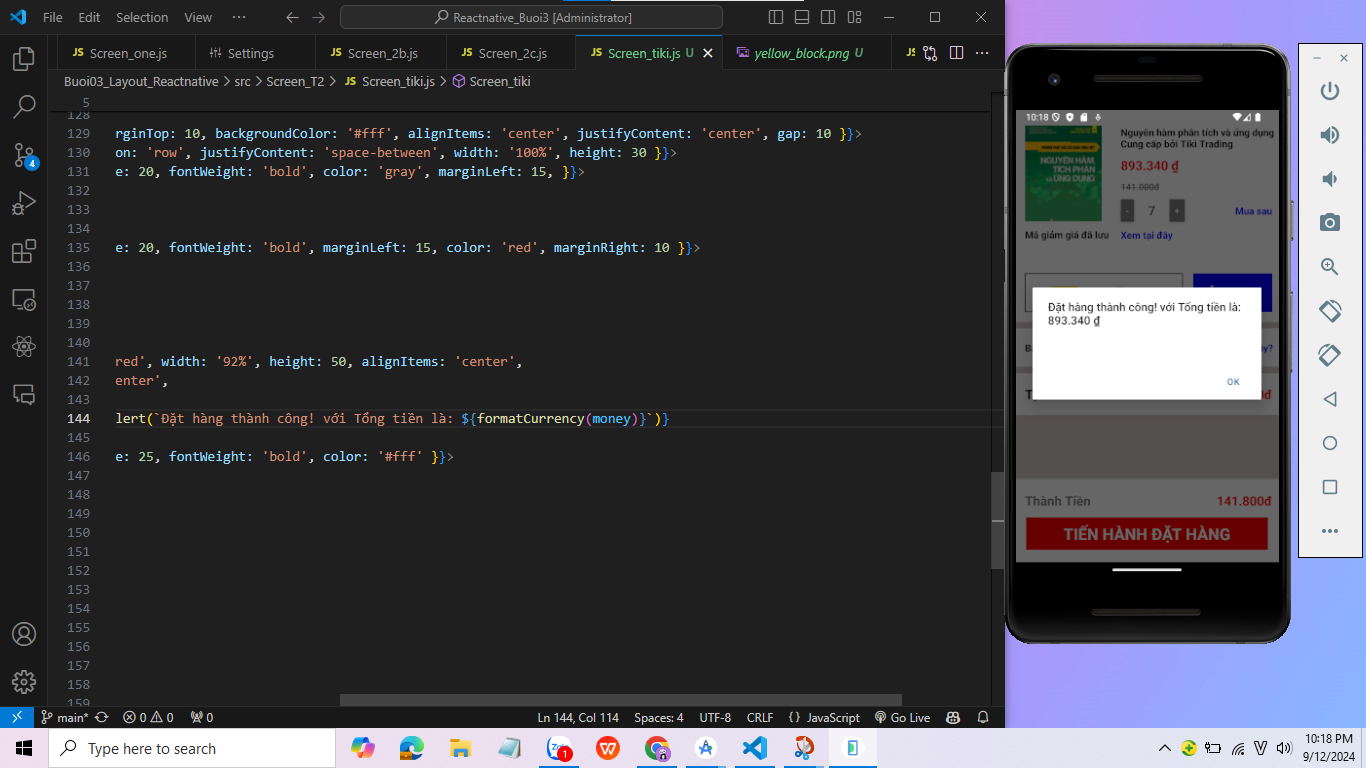 File Edit Selection View ··· Reactnative_Buoi3 [Administrator]
JS Screen_one.js Settings JS Screen_2b.js JS Screen_2c.js JS Screen_tiki.js U yellow_block.png U JS
Buoi03_Layout_Reactnative > src > Screen_T2 > JS Screen_tiki.js > Screen_tiki
5
128
129 rginTop: 10, backgroundColor: '#fff', alignItems: 'center', justifyContent: 'center', gap: 10 }}>
130 on: 'row', justifyContent: 'space-between', width: '100%', height: 30 }}>
131 e: 20, fontWeight: 'bold', color: 'gray', marginLeft: 15, }}>
132
133
134
135 e: 20, fontWeight: 'bold', marginLeft: 15, color: 'red', marginRight: 10 }}>
136
137
138
139
140
141 red', width: '92%', height: 50, alignItems: 'center',
142 enter',
143
144 lert(`Đặt hàng thành công! với Tổng tiền là: ${formatCurrency(money)}`)}
145
146 e: 25, fontWeight: 'bold', color: '#fff' }}>
147
148
149
150
151
152
153
154
155
156
157
158
159
4
main* 0 0 0 Ln 144, Col 114 Spaces: 4 UTF-8 CRLF {} JavaScript Go Live
10:18
Nguyên hàm phân tích và ứng dụng
Cung cấp bởi Tiki Trading
NGUYÊN HÀM,
TÍCH PHÂN
VÀ ỨNG DỤNG
893.340 ₫
141.000đ
- 7 + Mua sau
Mã giảm giá đã lưu Xem tại đây
Đặt hàng thành công! với Tổng tiền là:
893.340 ₫
OK
Thành Tiền 141.800đ
TIẾN HÀNH ĐẶT HÀNG
Type here to search
1
10:18 PM
9/12/2024